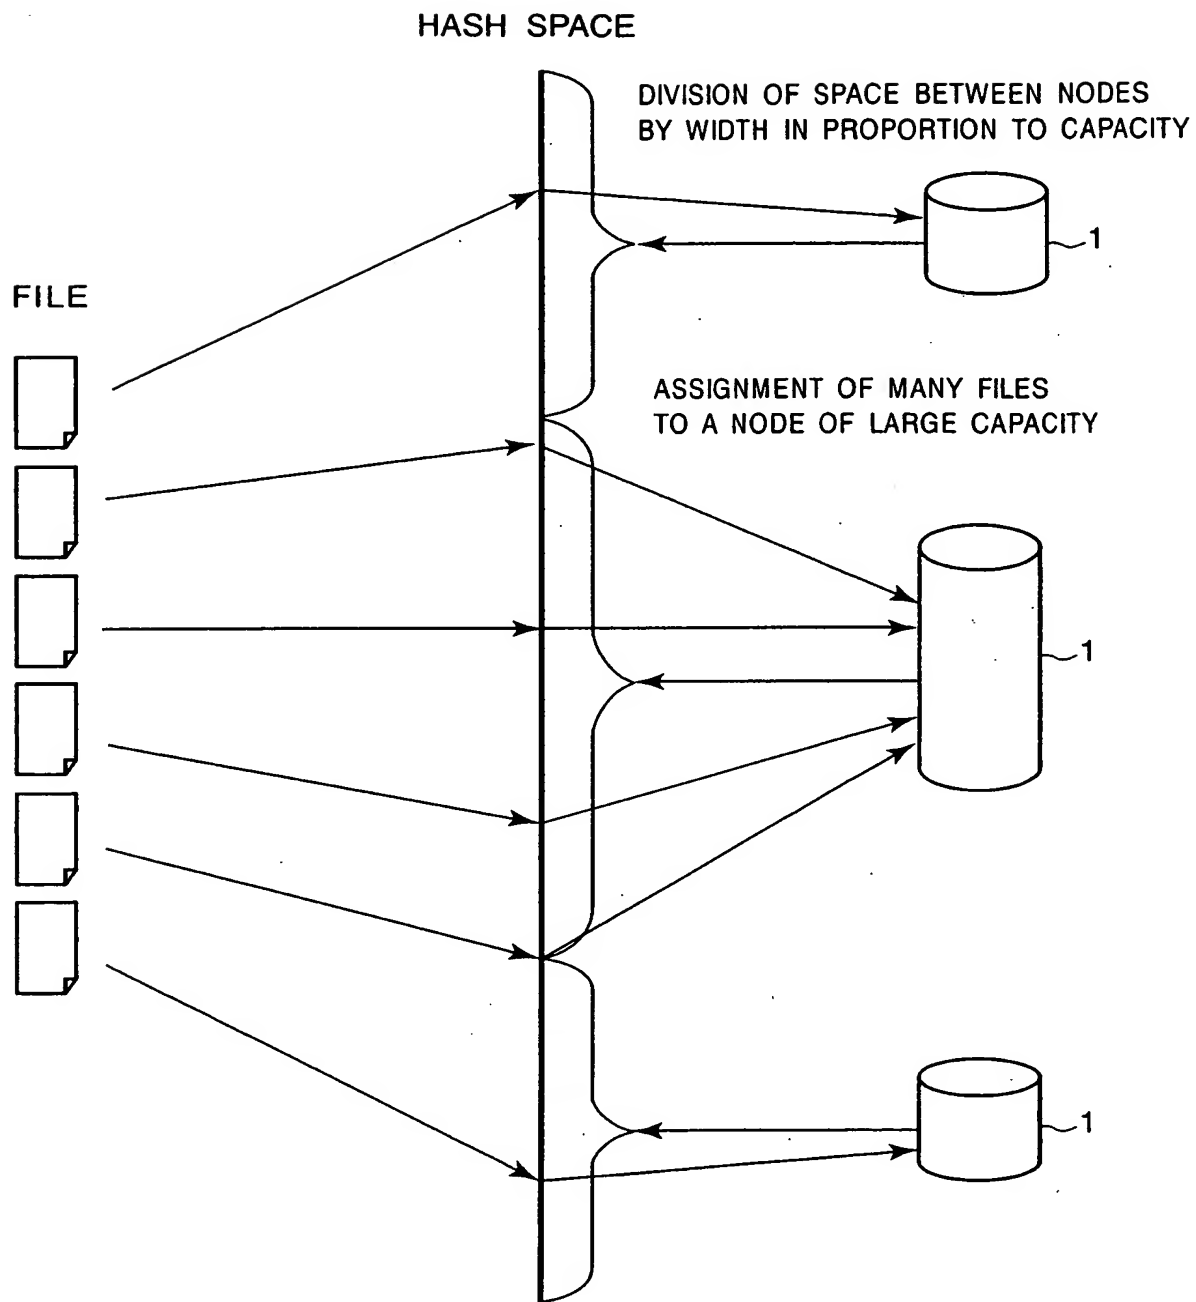 HASH SPACE
DIVISION OF SPACE BETWEEN NODES
BY WIDTH IN PROPORTION TO CAPACITY
1
FILE
ASSIGNMENT OF MANY FILES
TO A NODE OF LARGE CAPACITY
1
1